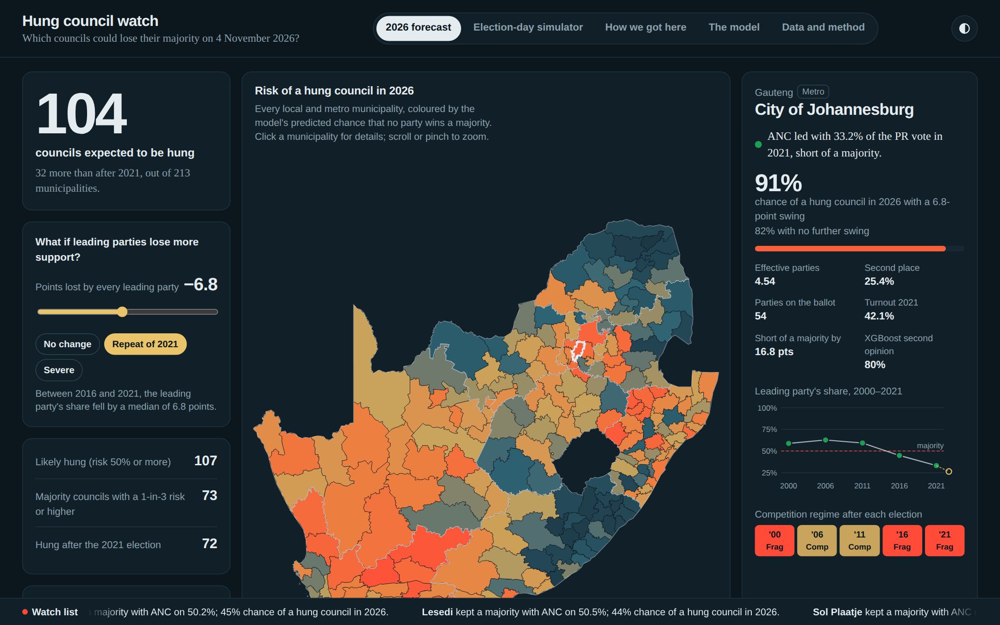 Hung council watch
Which councils could lose their majority on 4 November 2026?
2026 forecast
Election-day simulator
How we got here
The model
Data and method
104
councils expected to be hung
32 more than after 2021, out of 213
municipalities.
What if leading parties lose more
support?
Points lost by every leading party −6.8
No change
Repeat of 2021
Severe
Between 2016 and 2021, the leading
party's share fell by a median of 6.8 points.
Likely hung (risk 50% or more) 107
Majority councils with a 1-in-3 risk 73
or higher
Hung after the 2021 election 72
Risk of a hung council in 2026
Every local and metro municipality, coloured by the
model's predicted chance that no party wins a majority.
Click a municipality for details; scroll or pinch to zoom.
Gauteng Metro
City of Johannesburg
ANC led with 33.2% of the PR vote in
2021, short of a majority.
91%
chance of a hung council in 2026 with a 6.8-
point swing
82% with no further swing
Effective parties
4.54
Second place
25.4%
Parties on the ballot
54
Turnout 2021
42.1%
Short of a majority by
16.8 pts
XGBoost second
opinion
80%
Leading party's share, 2000–2021
100%
75%
50%
25%
majority
2000 2006 2011 2016 2021
Competition regime after each election
'00 Frag
'06 Comp
'11 Comp
'16 Frag
'21 Frag
Watch list
majority with ANC on 50.2%; 45% chance of a hung council in 2026.
Lesedi kept a majority with ANC on 50.5%; 44% chance of a hung council in 2026.
Sol Plaatje kept a majority with ANC